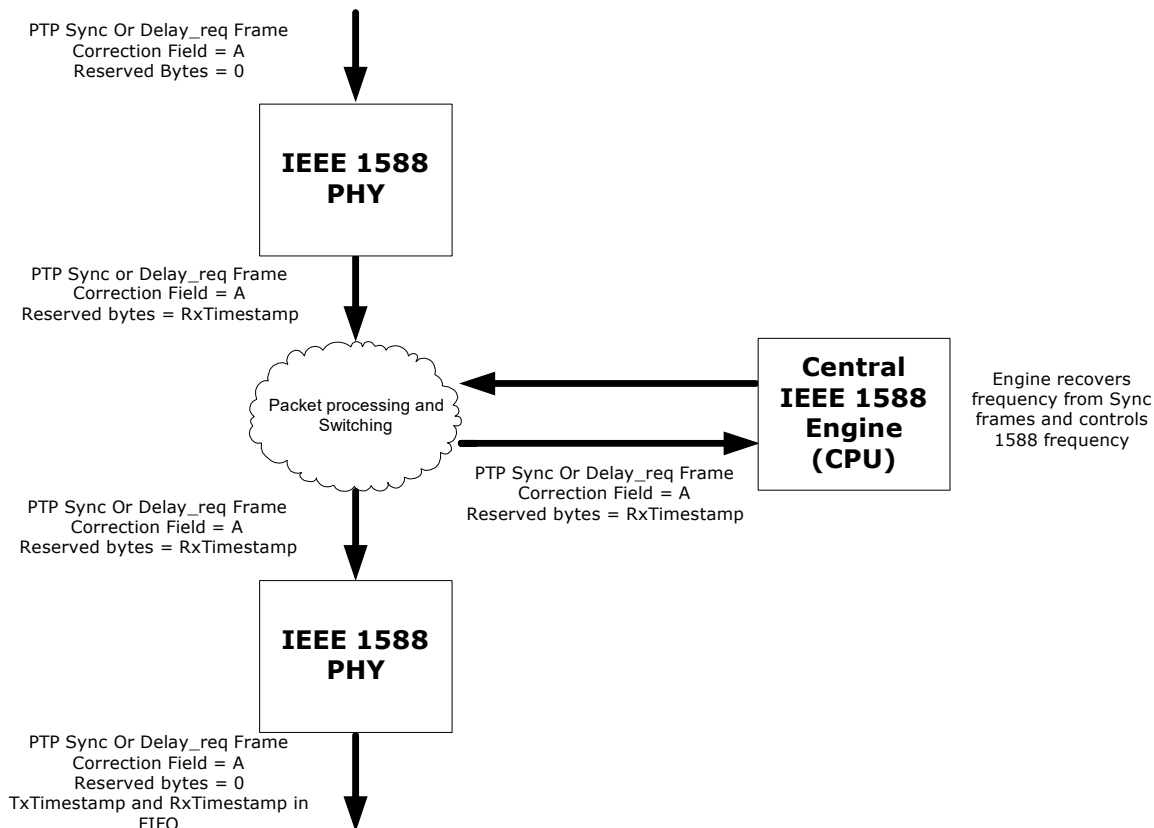 PTP Sync Or Delay_req Frame
Correction Field = A
Reserved Bytes = 0
IEEE 1588
PHY
PTP Sync or Delay_req Frame
Correction Field = A
Reserved bytes = RxTimestamp
Packet processing and
Switching
Central
IEEE 1588
Engine
(CPU)
Engine recovers
frequency from Sync
frames and controls
1588 frequency
PTP Sync Or Delay_req Frame
Correction Field = A
Reserved bytes = RxTimestamp
PTP Sync Or Delay_req Frame
Correction Field = A
Reserved bytes = RxTimestamp
IEEE 1588
PHY
PTP Sync Or Delay_req Frame
Correction Field = A
Reserved bytes = 0
TxTimestamp and RxTimestamp in
FIFO